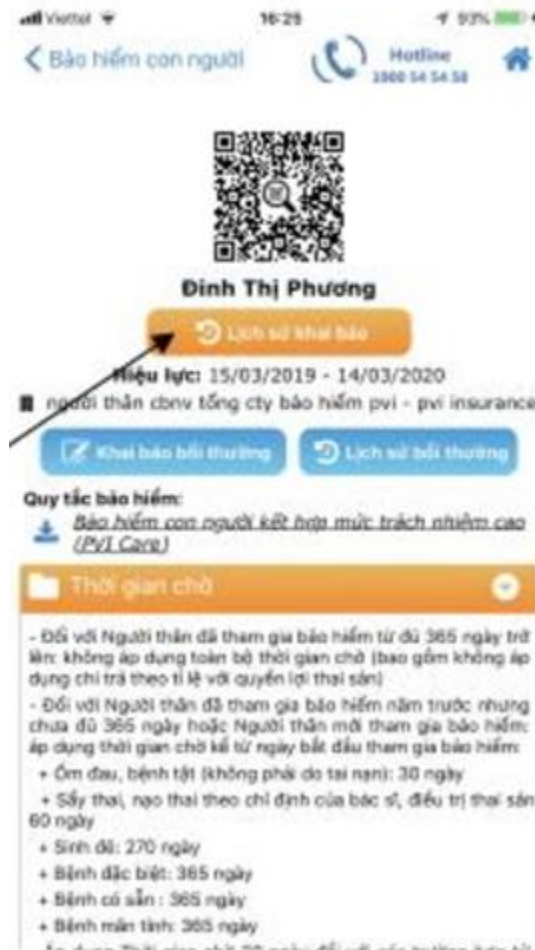 Viettel
16:29
93%
Bảo hiểm con người
Hotline
1900 54 54 58
Đinh Thị Phương
Lịch sử khai báo
Hiệu lực: 15/03/2019 - 14/03/2020
người thân cbnv tổng cty bảo hiểm pvi - pvi insurance
Khai báo bồi thường
Lịch sử bồi thường
Quy tắc bảo hiểm:
Bảo hiểm con người kết hợp mức trách nhiệm cao
(PVI Care)
Thời gian chờ
- Đối với Người thân đã tham gia bảo hiểm từ đủ 365 ngày trở
lên: không áp dụng toàn bộ thời gian chờ (bao gồm không áp
dụng chi trả theo tỉ lệ với quyền lợi thai sản)
- Đối với Người thân đã tham gia bảo hiểm năm trước nhưng
chưa đủ 365 ngày hoặc Người thân mới tham gia bảo hiểm:
áp dụng thời gian chờ kể từ ngày bắt đầu tham gia bảo hiểm:
+ Ốm đau, bệnh tật (không phải do tai nạn): 30 ngày
+ Sẩy thai, nạo thai theo chỉ định của bác sĩ, điều trị thai sản
60 ngày
+ Sinh đẻ: 270 ngày
+ Bệnh đặc biệt: 365 ngày
+ Bệnh có sẵn : 365 ngày
+ Bệnh mãn tính: 365 ngày